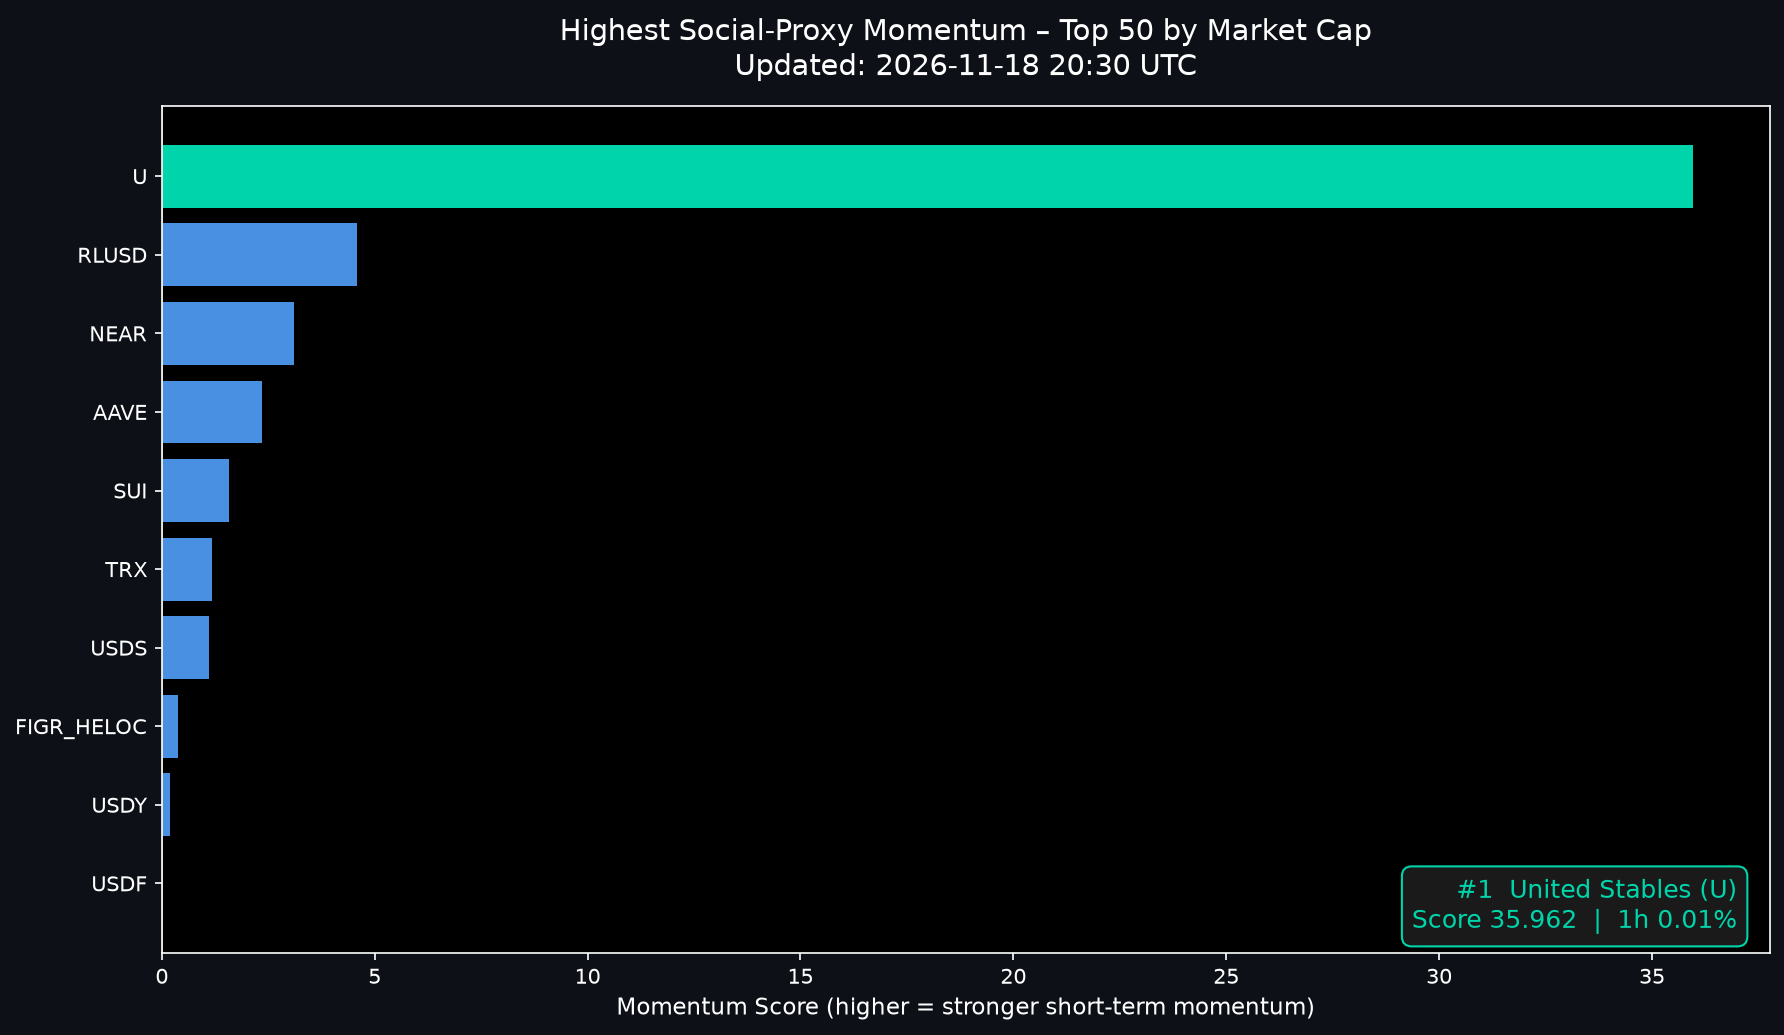 Highest Social-Proxy Momentum – Top 50 by Market Cap
Updated: 2026-11-18 20:30 UTC
U
RLUSD
NEAR
AAVE
SUI
TRX
USDS
FIGR_HELOC
USDY
USDF
#1  United Stables (U)
Score 35.962  |  1h 0.01%
0 5 10 15 20 25 30 35
Momentum Score (higher = stronger short-term momentum)